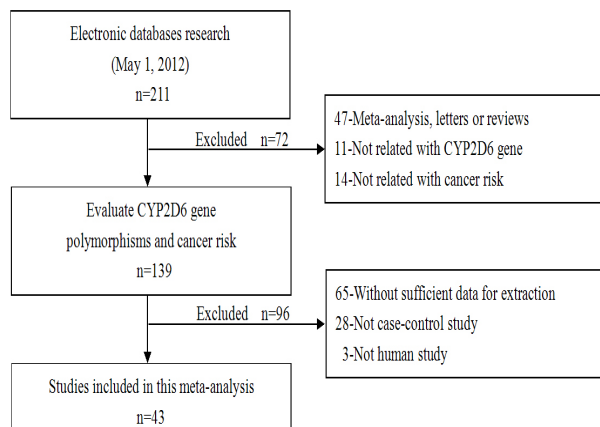 Electronic databases research
(May 1, 2012)
n=211
Excluded n=72
47-Meta-analysis, letters or reviews
11-Not related with CYP2D6 gene
14-Not related with cancer risk
Evaluate CYP2D6 gene
polymorphisms and cancer risk
n=139
Excluded n=96
65-Without sufficient data for extraction
28-Not case-control study
3-Not human study
Studies included in this meta-analysis
n=43